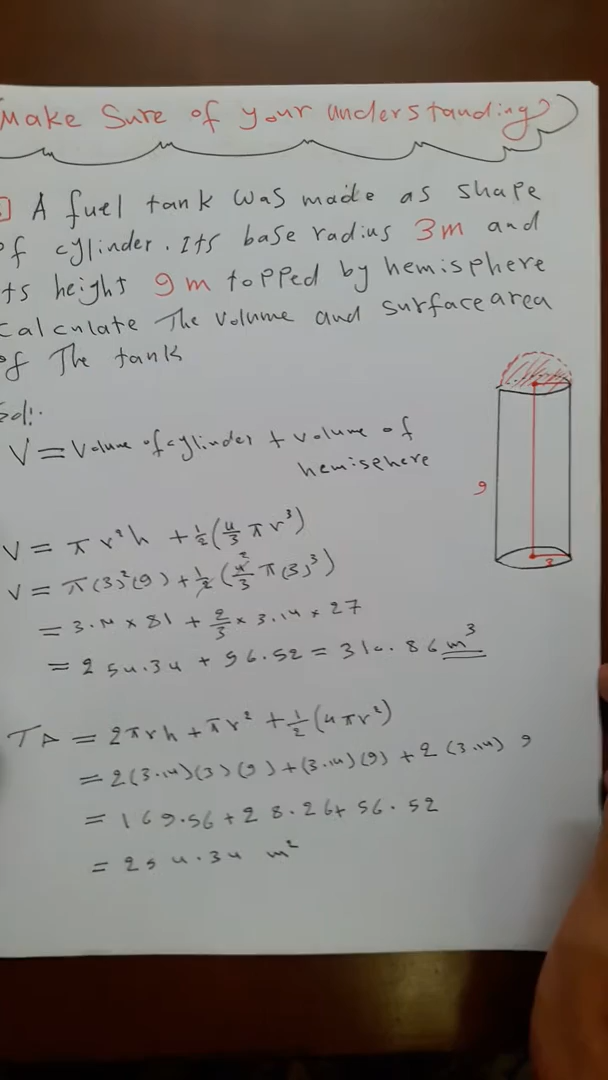 Make Sure of your understanding
A fuel tank was made as shape
of cylinder. Its base radius 3m and
ts height 9m topped by hemisphere
calculate The volume and surface area
of The tank
Sol:.
V = Volume of cylinder + volume of
hemisehere
V = π r²h + ½(4/3 π r³)
V = π(3)²(9) + ½(4/3 π(3)³) 2
= 3.14 × 81 + 2/3 × 3.14 × 27
= 254.34 + 56.52 = 310.86 m³
TA = 2πrh + πr² + ½(4πr²)
= 2(3.14)(3)(9) + (3.14)(9) + 2(3.14) 9
= 169.56 + 28.26 + 56.52
= 254.34 m²
9
3